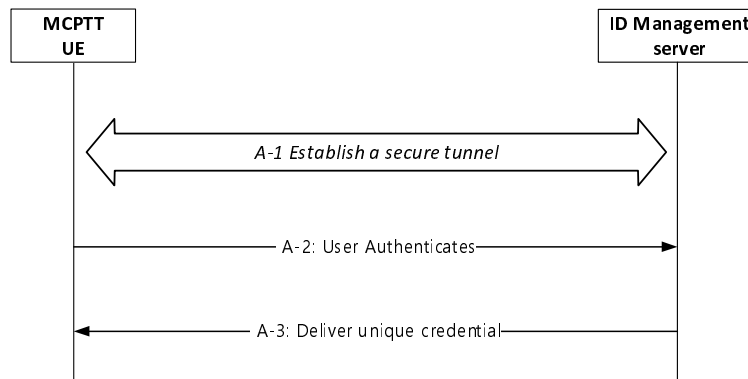 MCPTT
UE
ID Management
server
A-1 Establish a secure tunnel
A-2: User Authenticates
A-3: Deliver unique credential